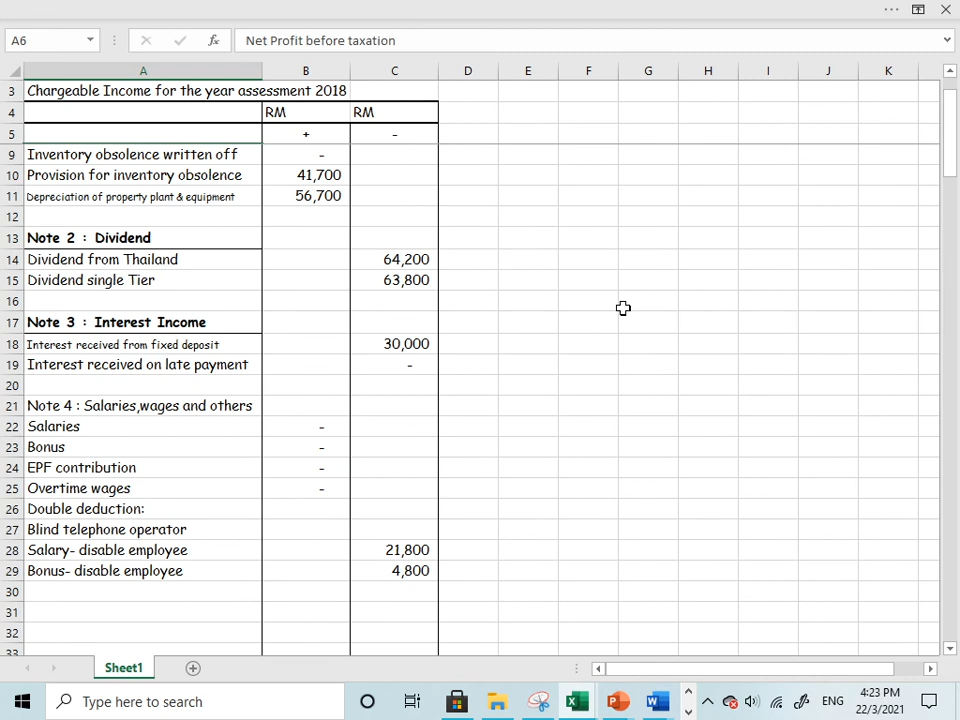 A6 fx Net Profit before taxation
A B C D E F G H I J K
3 Chargeable Income for the year assessment 2018
4 RM RM
5 + -
9 Inventory obsolence written off -
10 Provision for inventory obsolence 41,700
11 Depreciation of property plant & equipment 56,700
12
13 Note 2 : Dividend
14 Dividend from Thailand 64,200
15 Dividend single Tier 63,800
16
17 Note 3 : Interest Income
18 Interest received from fixed deposit 30,000
19 Interest received on late payment -
20
21 Note 4 : Salaries,wages and others
22 Salaries -
23 Bonus -
24 EPF contribution -
25 Overtime wages -
26 Double deduction:
27 Blind telephone operator
28 Salary- disable employee 21,800
29 Bonus- disable employee 4,800
30
31
32
33
Sheet1
Type here to search ENG 4:23 PM
22/3/2021